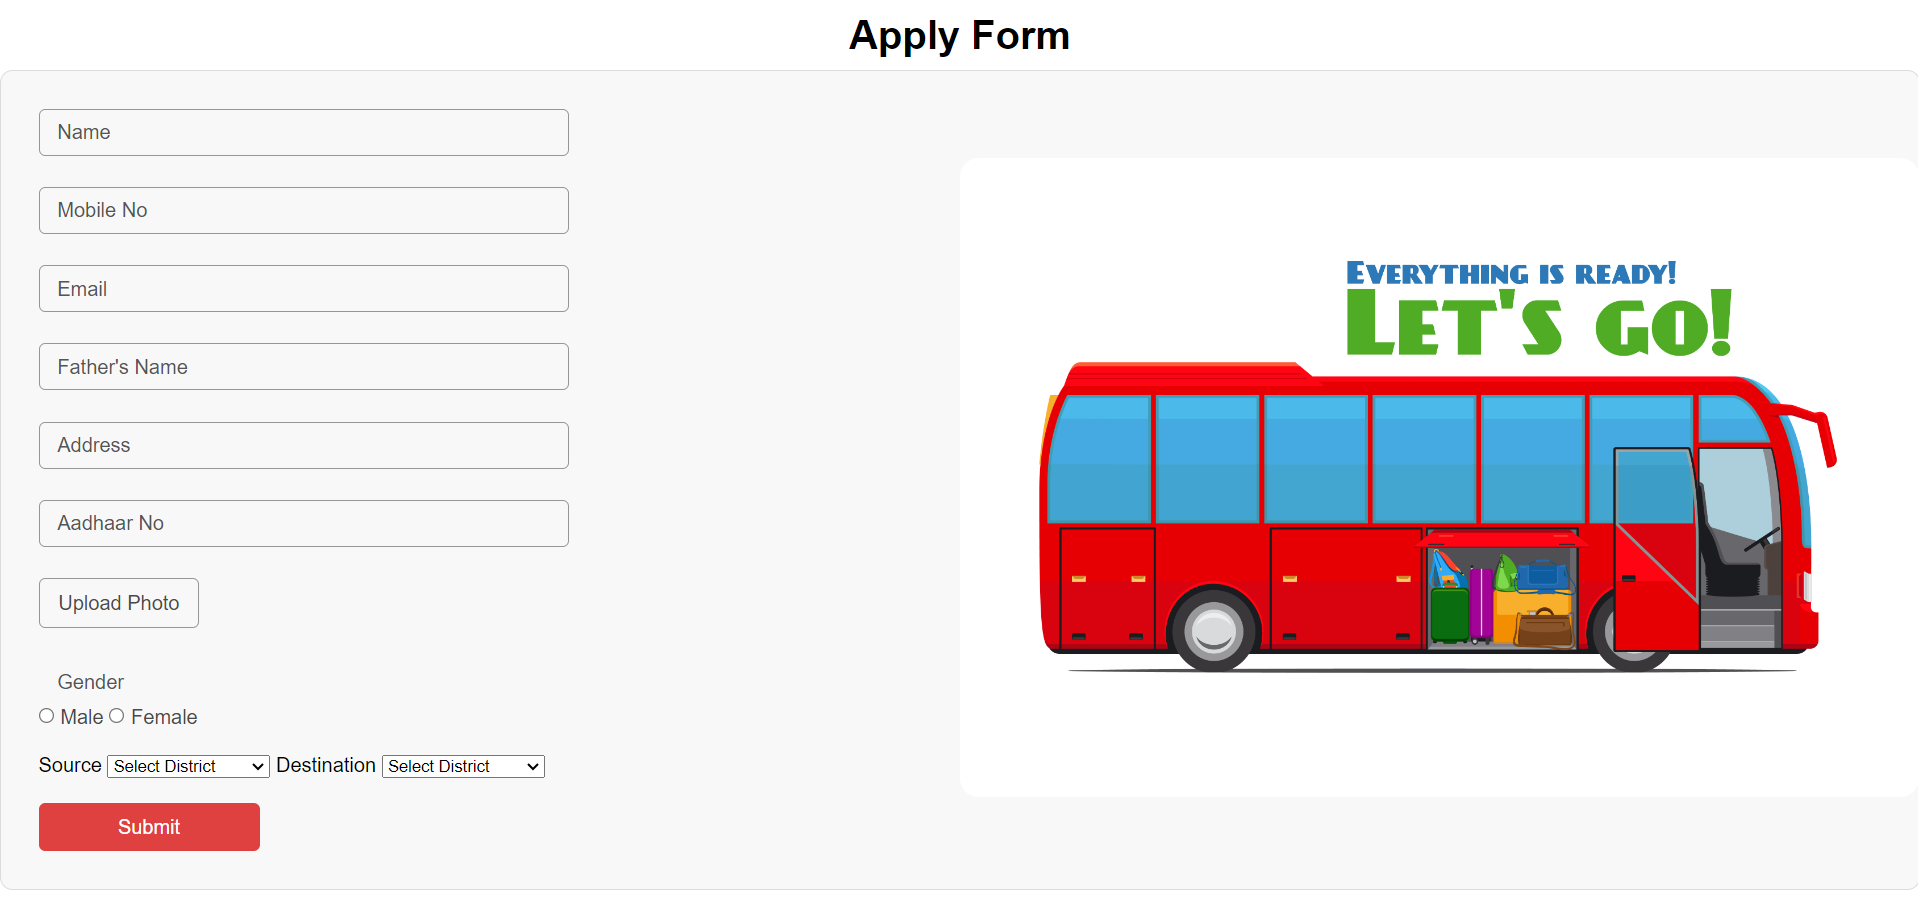 Apply Form
Name
Mobile No
Email
Father's Name
Address
Aadhaar No
Upload Photo
Gender
Male Female
Source Select District Destination Select District
Submit
EVERYTHING IS READY!
LET'S GO!